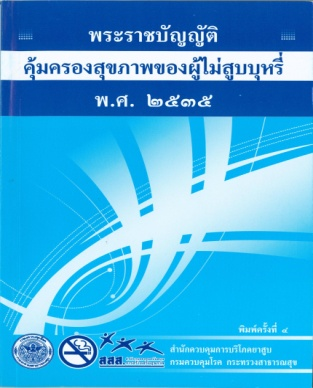 พระราชบัญญัติ
คุ้มครองสุขภาพของผู้ไม่สูบบุหรี่
พ.ศ. ๒๕๓๕
พิมพ์ครั้งที่ ๔
สำนักควบคุมการบริโภคยาสูบ
กรมควบคุมโรค กระทรวงสาธารณสุข
สสส